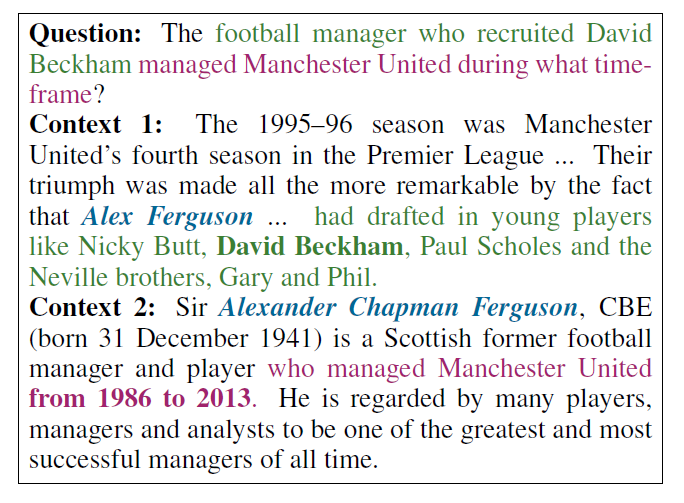 Question: The football manager who recruited David
Beckham managed Manchester United during what time-
frame?
Context 1: The 1995–96 season was Manchester
United's fourth season in the Premier League ... Their
triumph was made all the more remarkable by the fact
that Alex Ferguson ... had drafted in young players
like Nicky Butt, David Beckham, Paul Scholes and the
Neville brothers, Gary and Phil.
Context 2: Sir Alexander Chapman Ferguson, CBE
(born 31 December 1941) is a Scottish former football
manager and player who managed Manchester United
from 1986 to 2013. He is regarded by many players,
managers and analysts to be one of the greatest and most
successful managers of all time.